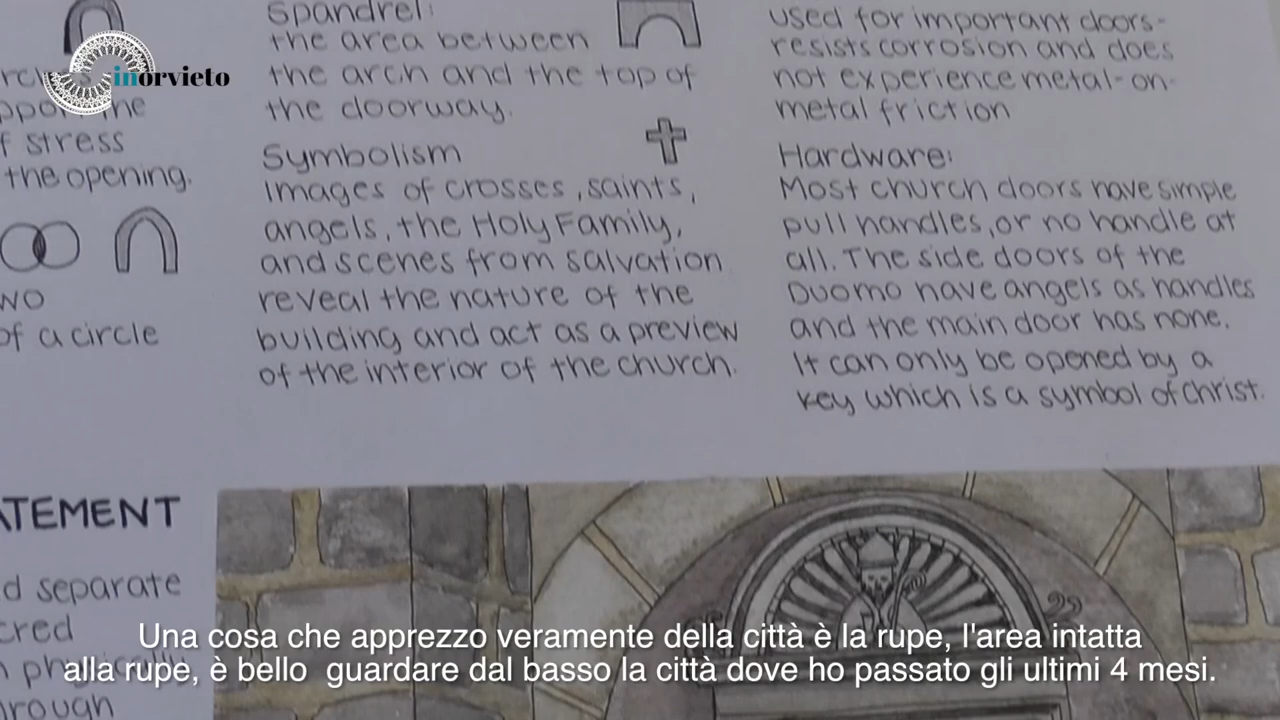 inorvieto
f stress
the opening.
of a circle
ATEMENT
d separate
cred
rough
Spandrel:
the area between
the arch and the top of
the doorway.
Symbolism
Images of crosses, saints,
angels, the Holy Family,
and scenes from salvation
reveal the nature of the
building and act as a preview
of the interior of the church.
used for important doors-
resists corrosion and does
not experience metal-on-
metal friction
Hardware:
Most church doors have simple
pull handles, or no handle at
all. The side doors of the
Duomo have angels as handles
and the main door has none.
It can only be opened by a
key which is a symbol of Christ.
Una cosa che apprezzo veramente della città è la rupe, l'area intatta
alla rupe, è bello guardare dal basso la città dove ho passato gli ultimi 4 mesi.